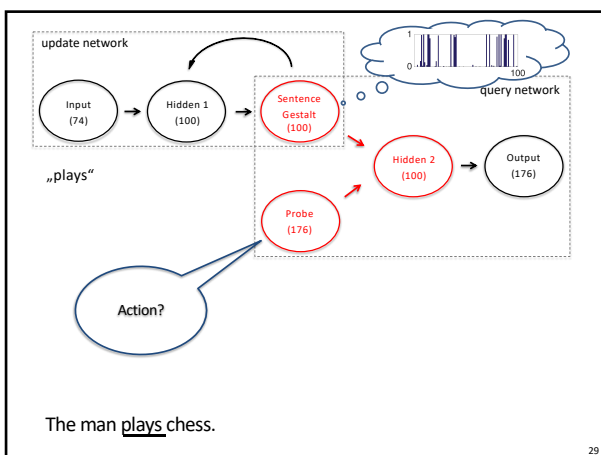 update network
1
0
100
query network
Input
(74)
Hidden 1
(100)
Sentence
Gestalt
(100)
Hidden 2
(100)
Output
(176)
„plays“
Probe
(176)
Action?
The man plays chess.
29